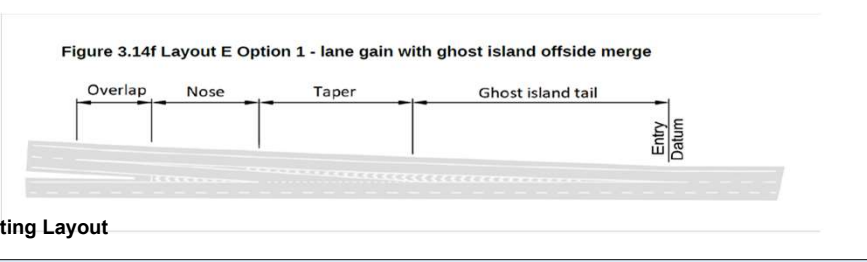 Figure 3.14f Layout E Option 1 - lane gain with ghost island offside merge
Overlap Nose Taper Ghost island tail
Entry
Datum
ting Layout